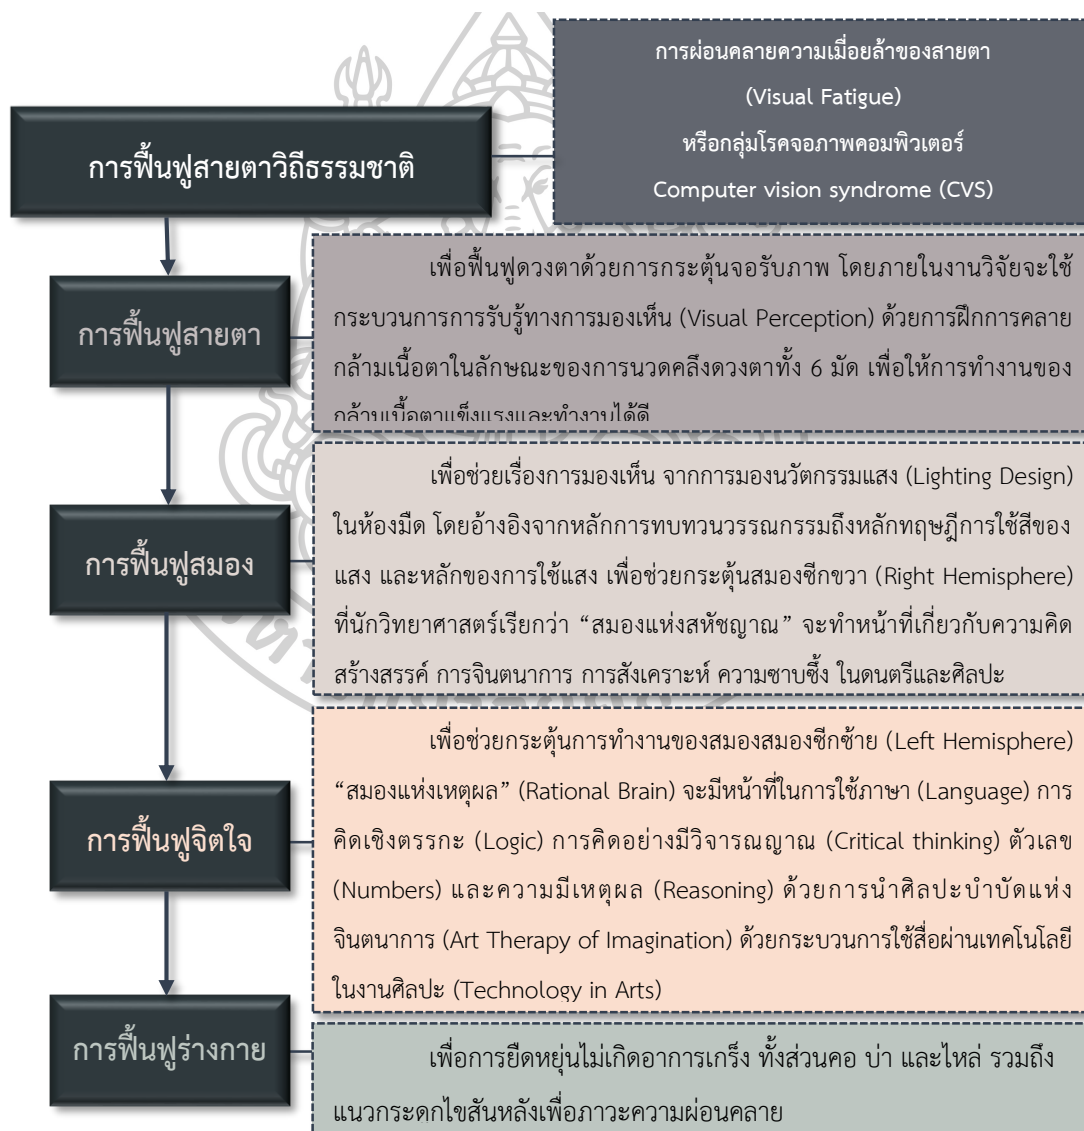 การผ่อนคลายความเมื่อยล้าของสายตา
(Visual Fatigue)
หรือกลุ่มโรคจอภาพคอมพิวเตอร์
Computer vision syndrome (CVS)
การฟื้นฟูสายตาวิถีธรรมชาติ
การฟื้นฟูสายตา
เพื่อฟื้นฟูดวงตาด้วยการกระตุ้นจอรับภาพ โดยภายในงานวิจัยจะใช้
กระบวนการการรับรู้ทางการมองเห็น (Visual Perception) ด้วยการฝึกการคลาย
กล้ามเนื้อตาในลักษณะของการนวดคลึงดวงตาทั้ง 6 มัด เพื่อให้การทำงานของ
กล้ามเนื้อตาแข็งแรงและทำงานได้ดี
การฟื้นฟูสมอง
เพื่อช่วยเรื่องการมองเห็น จากการมองนวัตกรรมแสง (Lighting Design)
ในห้องมืด โดยอ้างอิงจากหลักการทบทวนวรรณกรรมถึงหลักทฤษฎีการใช้สีของ
แสง และหลักของการใช้แสง เพื่อช่วยกระตุ้นสมองซีกขวา (Right Hemisphere)
ที่นักวิทยาศาสตร์เรียกว่า “สมองแห่งสหัชญาณ” จะทำหน้าที่เกี่ยวกับความคิด
สร้างสรรค์ การจินตนาการ การสังเคราะห์ ความซาบซึ้ง ในดนตรีและศิลปะ
การฟื้นฟูจิตใจ
เพื่อช่วยกระตุ้นการทำงานของสมองสมองซีกซ้าย (Left Hemisphere)
“สมองแห่งเหตุผล” (Rational Brain) จะมีหน้าที่ในการใช้ภาษา (Language) การ
คิดเชิงตรรกะ (Logic) การคิดอย่างมีวิจารณญาณ (Critical thinking) ตัวเลข
(Numbers) และความมีเหตุผล (Reasoning) ด้วยการนำศิลปะบำบัดแห่ง
จินตนาการ (Art Therapy of Imagination) ด้วยกระบวนการใช้สื่อผ่านเทคโนโลยี
ในงานศิลปะ (Technology in Arts)
การฟื้นฟูร่างกาย
เพื่อการยืดหยุ่นไม่เกิดอาการเกร็ง ทั้งส่วนคอ บ่า และไหล่ รวมถึง
แนวกระดูกไขสันหลังเพื่อภาวะความผ่อนคลาย